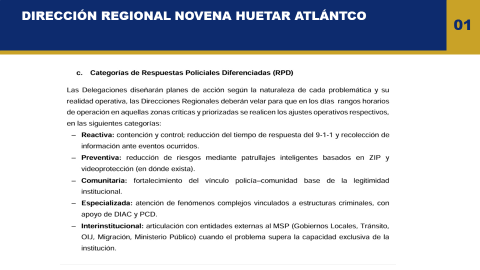 DIRECCIÓN REGIONAL NOVENA HUETAR ATLÁNTCO
01
c. Categorías de Respuestas Policiales Diferenciadas (RPD)
Las Delegaciones diseñarán planes de acción según la naturaleza de cada problemática y su
realidad operativa, las Direcciones Regionales deberán velar para que en los días rangos horarios
de operación en aquellas zonas críticas y priorizadas se realicen los ajustes operativos respectivos,
en las siguientes categorías:
– Reactiva: contención y control; reducción del tiempo de respuesta del 9-1-1 y recolección de
información ante eventos ocurridos.
– Preventiva: reducción de riesgos mediante patrullajes inteligentes basados en ZIP y
videoprotección (en dónde exista).
– Comunitaria: fortalecimiento del vínculo policía–comunidad base de la legitimidad
institucional.
– Especializada: atención de fenómenos complejos vinculados a estructuras criminales, con
apoyo de DIAC y PCD.
– Interinstitucional: articulación con entidades externas al MSP (Gobiernos Locales, Tránsito,
OIJ, Migración, Ministerio Público) cuando el problema supera la capacidad exclusiva de la
institución.